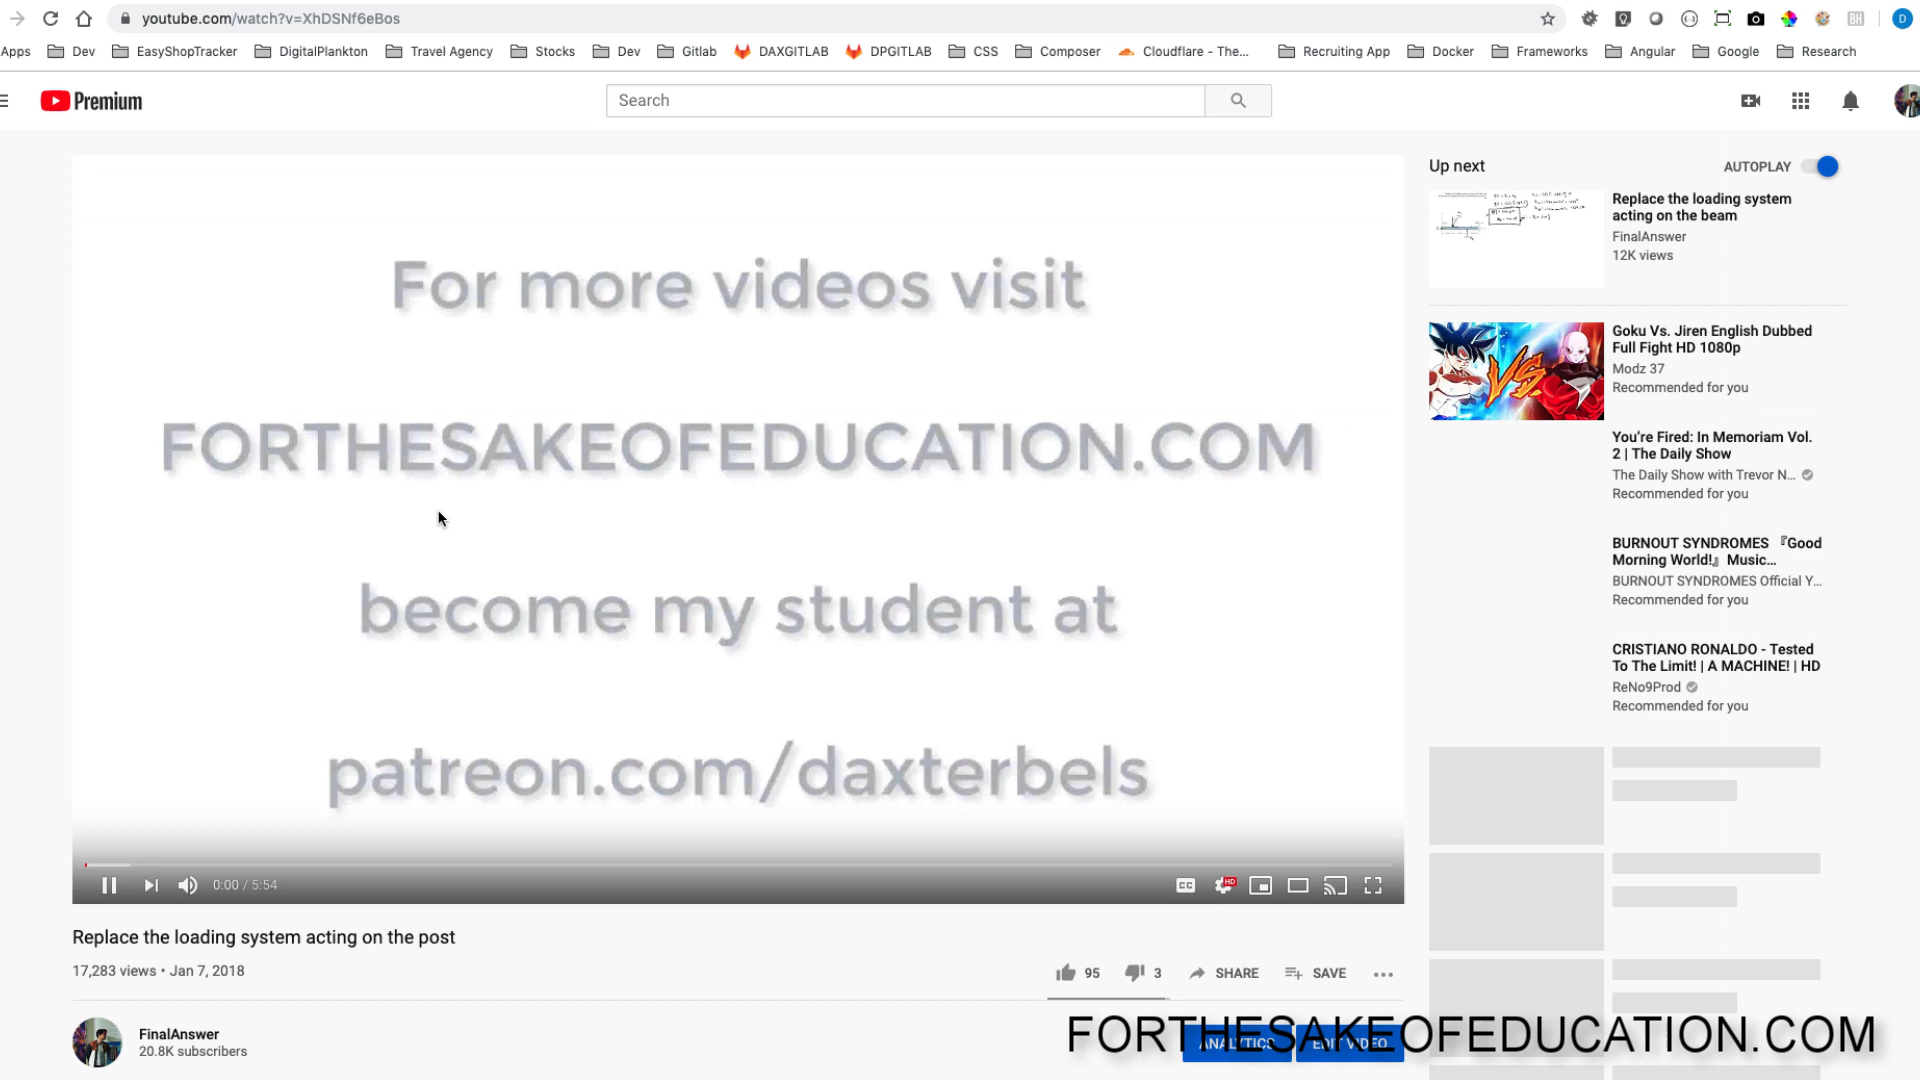 youtube.com/watch?v=XhDSNf6eBos
Apps Dev EasyShopTracker DigitalPlankton Travel Agency Stocks Dev Gitlab DAXGITLAB DPGITLAB CSS Composer Cloudflare - The... Recruiting App Docker Frameworks Angular Google Research
Premium
Search
For more videos visit
FORTHESAKEOFEDUCATION.COM
become my student at
patreon.com/daxterbels
0:00 / 5:54
CC
HD
Replace the loading system acting on the post
17,283 views • Jan 7, 2018
95
3
SHARE
SAVE
FinalAnswer
20.8K subscribers
ANALYTICS
EDIT VIDEO
Up next
AUTOPLAY
Replace the loading system
acting on the beam
FinalAnswer
12K views
VS.
Goku Vs. Jiren English Dubbed
Full Fight HD 1080p
Modz 37
Recommended for you
You're Fired: In Memoriam Vol.
2 | The Daily Show
The Daily Show with Trevor N...
Recommended for you
BURNOUT SYNDROMES 『Good
Morning World!』 Music...
BURNOUT SYNDROMES Official Y...
Recommended for you
CRISTIANO RONALDO - Tested
To The Limit! | A MACHINE! | HD
ReNo9Prod
Recommended for you
FORTHESAKEOFEDUCATION.COM